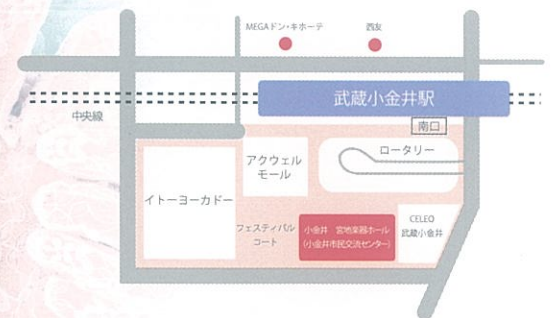 MEGAドン・キホーテ
西友
武蔵小金井駅
中央線
南口
ロータリー
アクウェル
モール
イトーヨーカドー
フェスティバル
コート
小金井 宮地楽器ホール
(小金井市民交流センター)
CELEO
武蔵小金井